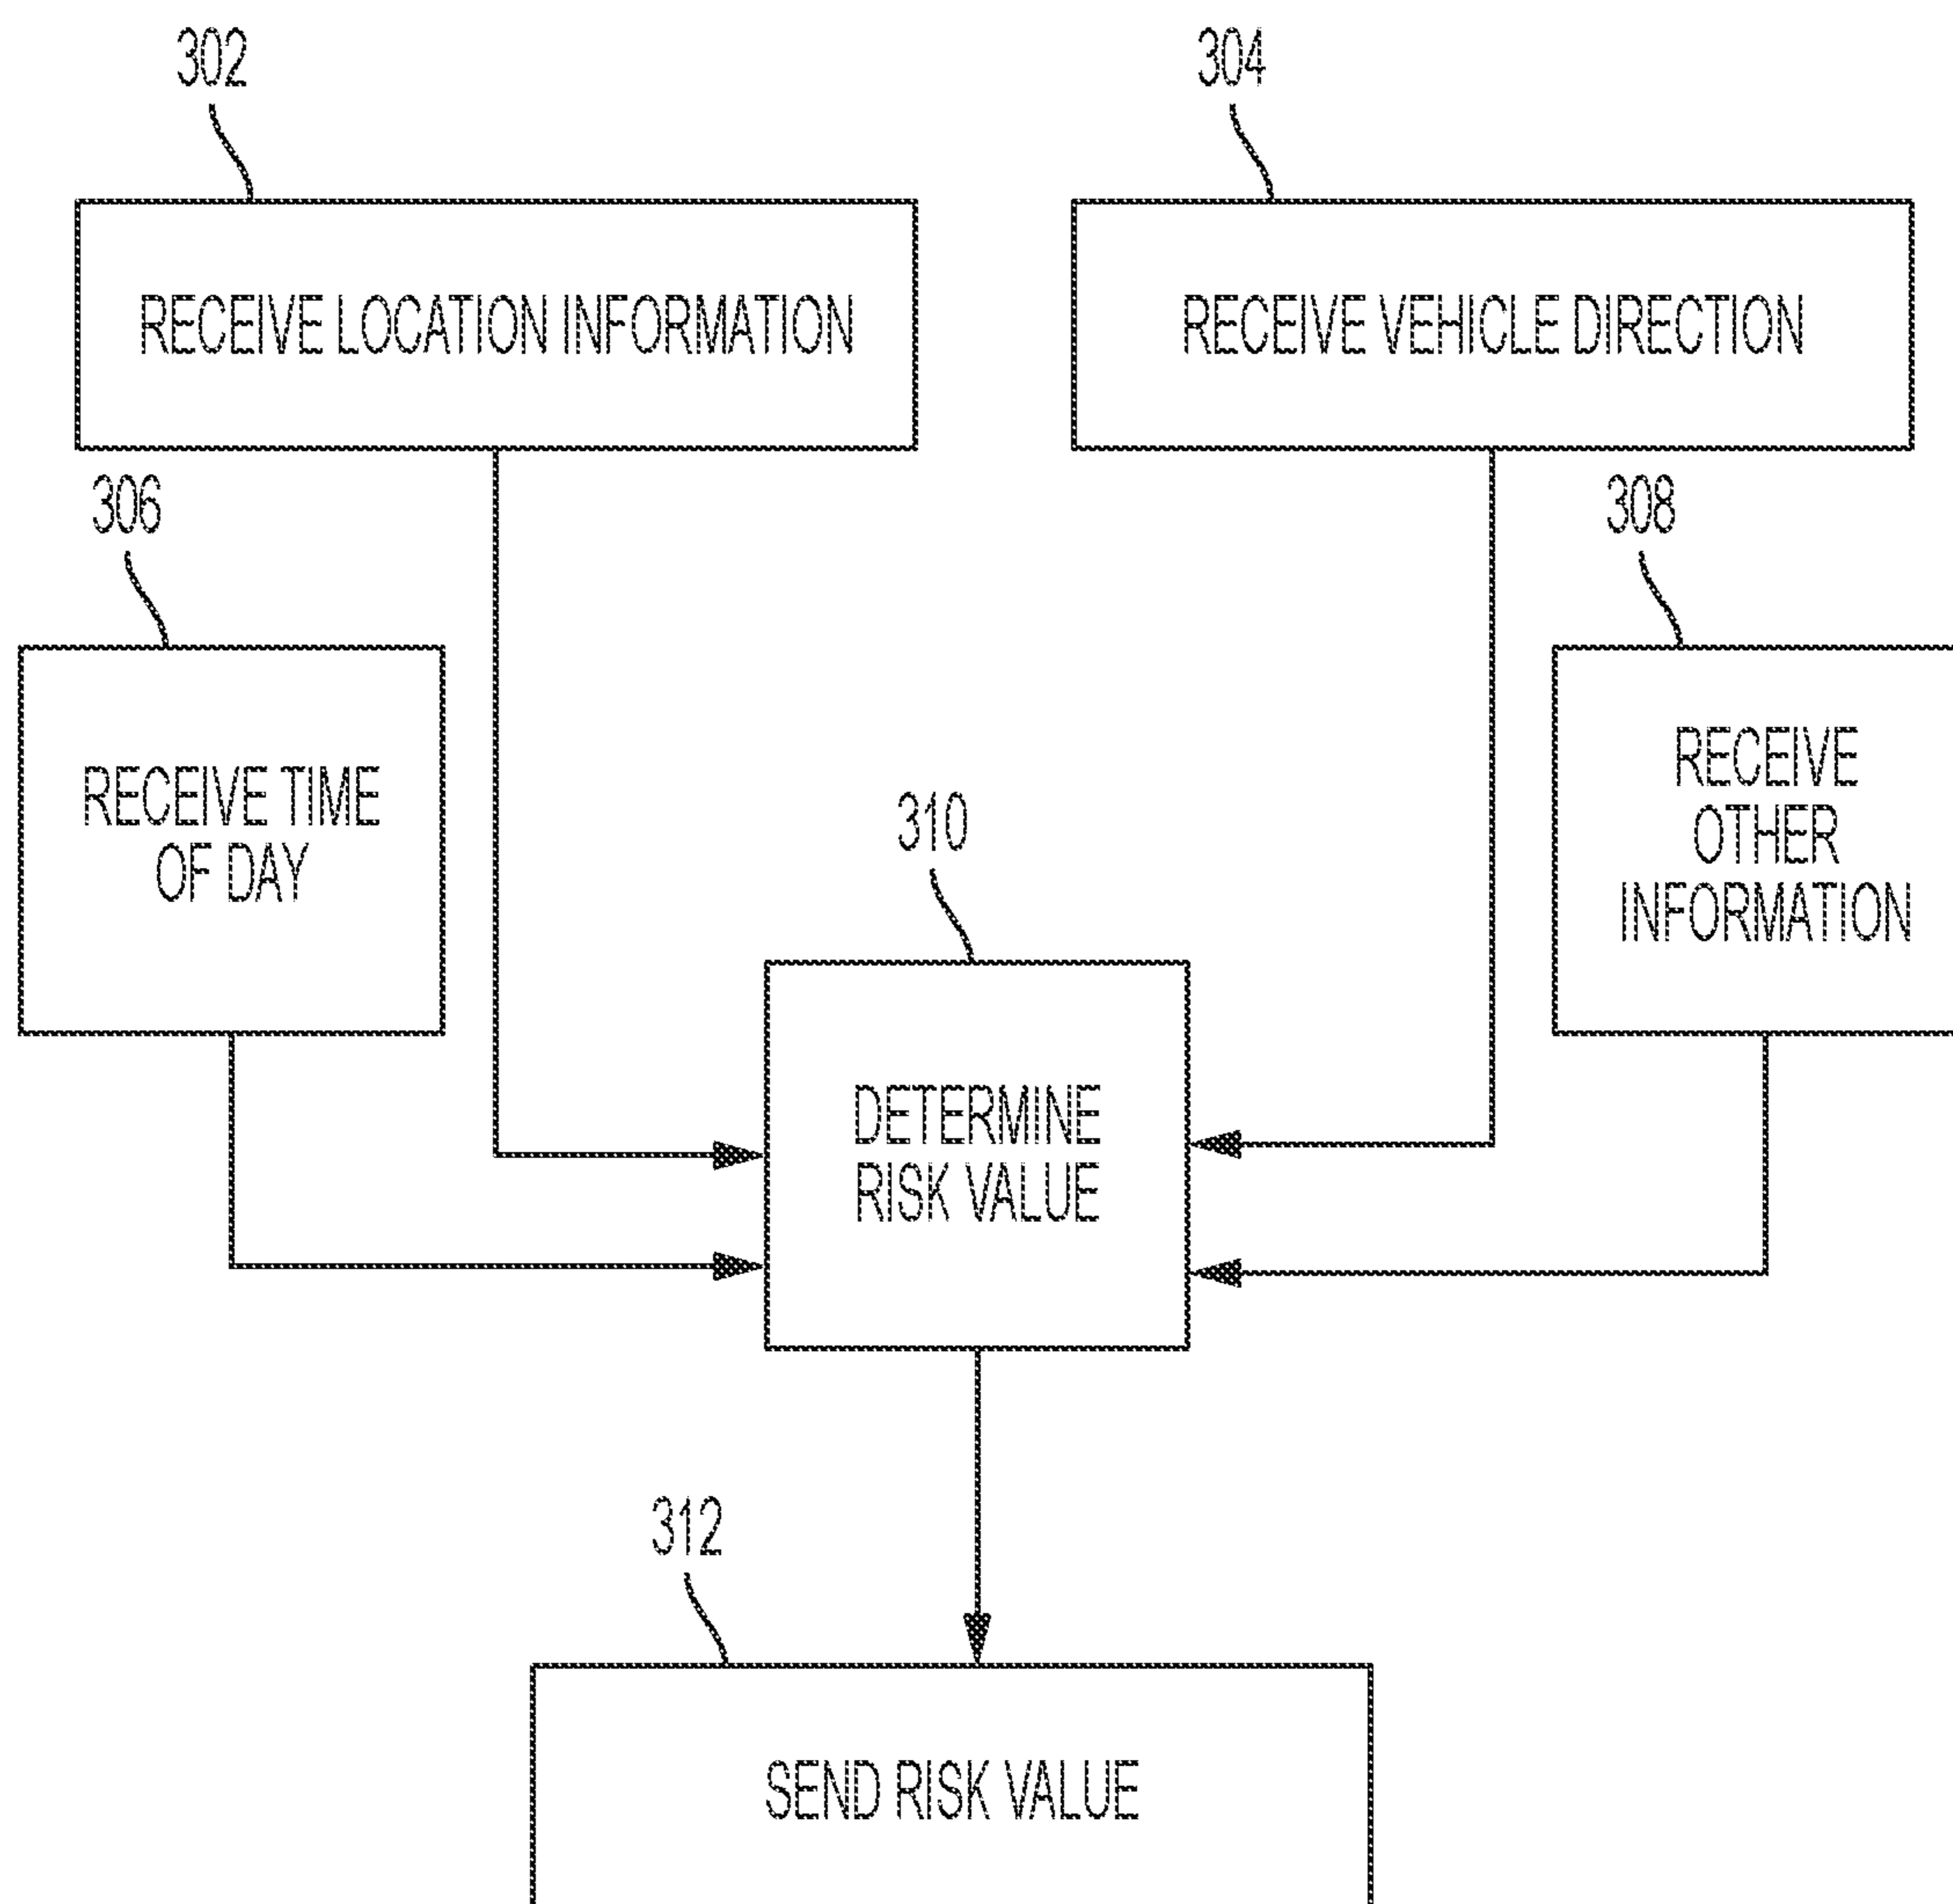 302
304
RECEIVE LOCATION INFORMATION
RECEIVE VEHICLE DIRECTION
306
308
RECEIVE TIME
OF DAY
RECEIVE
OTHER
INFORMATION
310
DETERMINE
RISK VALUE
312
SEND RISK VALUE